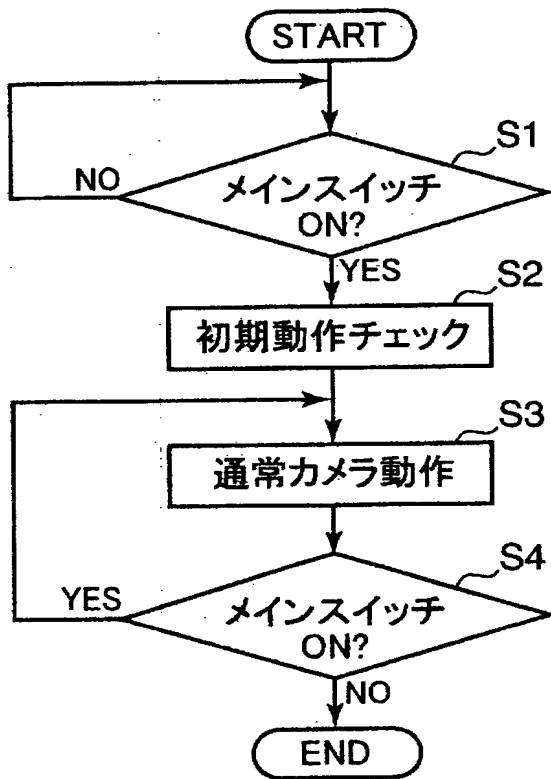 START
S1
NO
メインスイッチ
ON?
YES
S2
初期動作チェック
S3
通常カメラ動作
S4
YES
メインスイッチ
ON?
NO
END